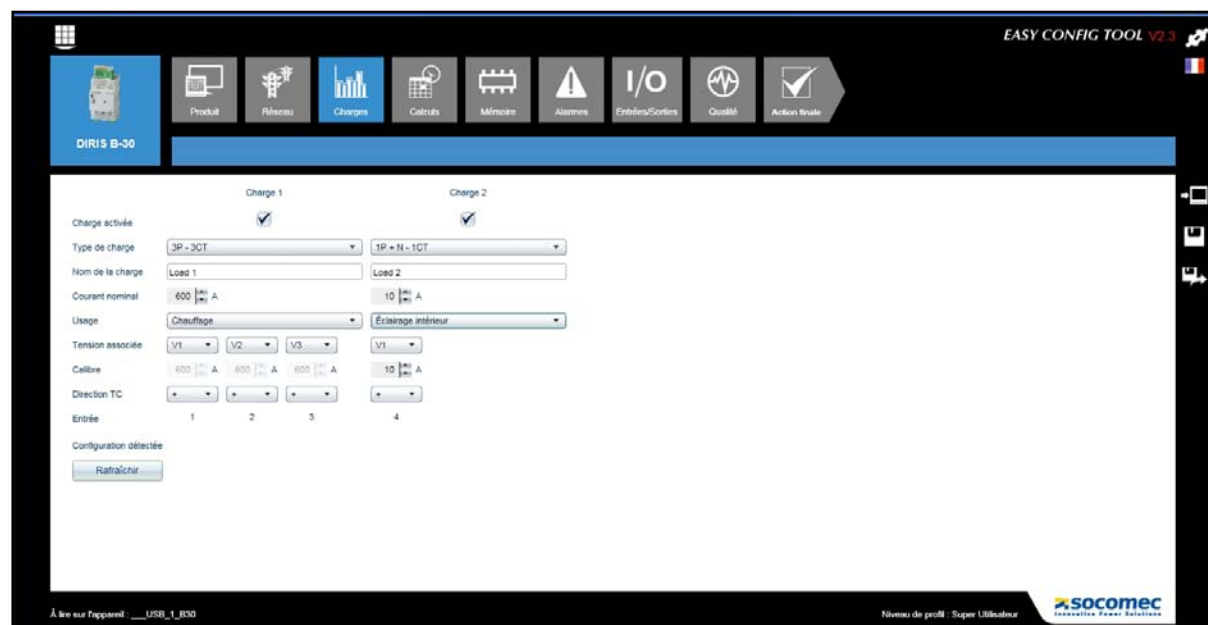 EASY CONFIG TOOL V2.3
Produit
Réseau
Charges
Calculs
Mémoire
Alarmes
I/O
Entrées/Sorties
Qualité
Action finale
DIRIS B-30
Charge 1 Charge 2
Charge activée
Type de charge 3P - 3CT 1P + N - 1CT
Nom de la charge Load 1 Load 2
Courant nominal 600 A 10 A
Usage Chauffage Éclairage intérieur
Tension associée V1 V2 V3 V1
Calibre 600 A 600 A 600 A 10 A
Direction TC + + + +
Entrée 1 2 3 4
Configuration détectée
Rafraîchir
À lire sur l'appareil : ___USB_1_B30
Niveau de profil : Super Utilisateur
socomec
Innovative Power Solutions